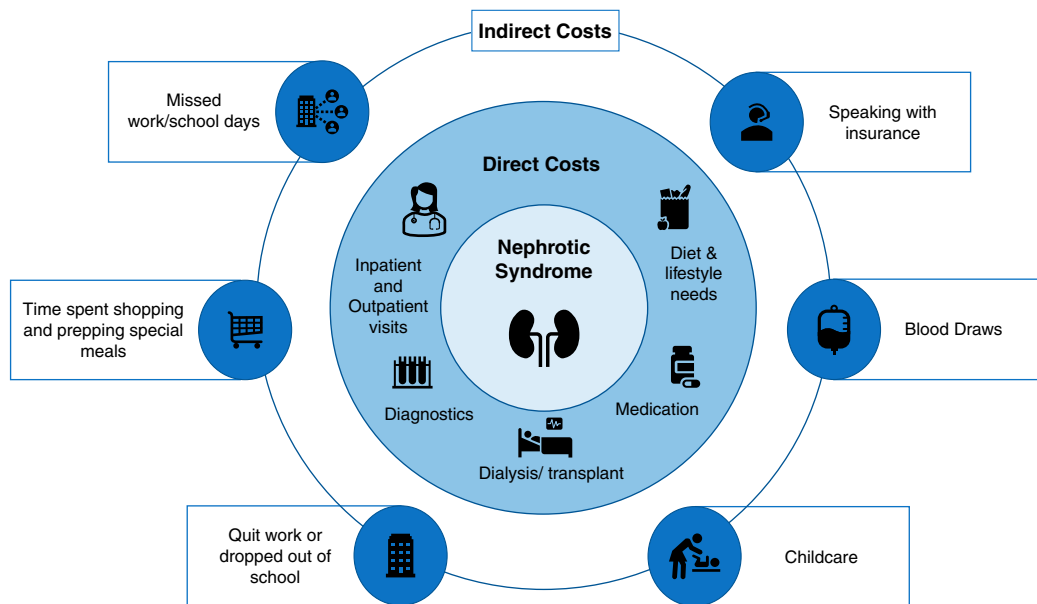 Indirect Costs
Missed
work/school days
Speaking with
insurance
Direct Costs
Nephrotic
Syndrome
Inpatient
and
Outpatient
visits
Diet &
lifestyle
needs
Time spent shopping
and prepping special
meals
Blood Draws
Diagnostics
Medication
Dialysis/ transplant
Quit work or
dropped out of
school
Childcare